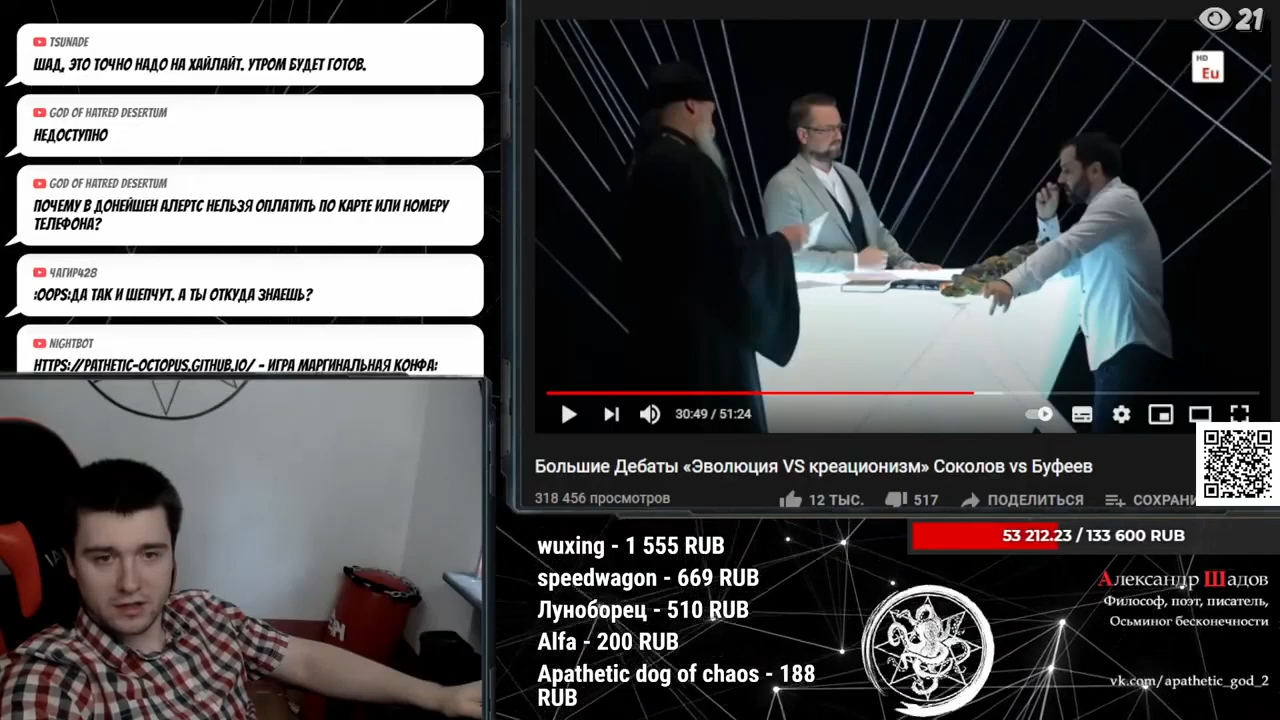 TSUNADE
ШАД, ЭТО ТОЧНО НАДО НА ХАЙЛАЙТ. УТРОМ БУДЕТ ГОТОВ.
GOD OF HATRED DESERTUM
НЕДОСТУПНО
GOD OF HATRED DESERTUM
ПОЧЕМУ В ДОНЕЙШЕН АЛЕРТС НЕЛЬЗЯ ОПЛАТИТЬ ПО КАРТЕ ИЛИ НОМЕРУ
ТЕЛЕФОНА?
ЧАГИР428
:OOPS:ДА ТАК И ШЕПЧУТ. А ТЫ ОТКУДА ЗНАЕШЬ?
NIGHTBOT
HTTPS://PATHETIC-OCTOPUS.GITHUB.IO/ - ИГРА МАРГИНАЛЬНАЯ КОНФА:
21
HD
Eu
30:49 / 51:24
Большие Дебаты «Эволюция VS креационизм» Соколов vs Буфеев
318 456 просмотров
12 ТЫС.
517
ПОДЕЛИТЬСЯ
СОХРАНИ
53 212.23 / 133 600 RUB
wuxing - 1 555 RUB
speedwagon - 669 RUB
Луноборец - 510 RUB
Alfa - 200 RUB
Apathetic dog of chaos - 188
RUB
Александр Шадов
Философ, поэт, писатель,
Осьминог бесконечности
vk.com/apathetic_god_2